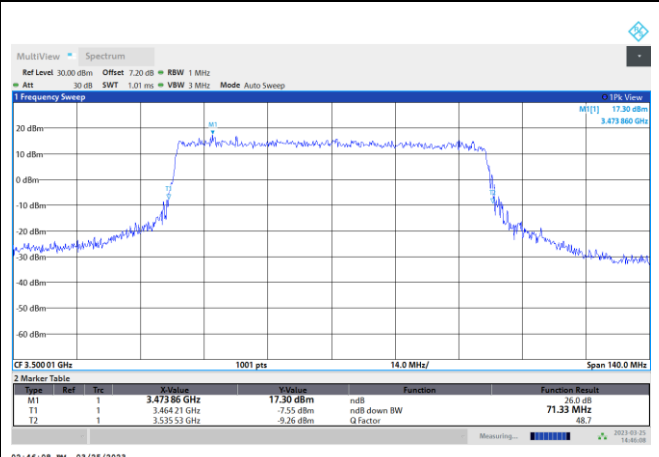 MultiView Spectrum
Ref Level 30.00 dBm Offset 7.20 dB RBW 1 MHz
Att 30 dB SWT 1.01 ms VBW 3 MHz Mode Auto Sweep
1 Frequency Sweep 1Pk View
M1[1] 17.30 dBm
3.473 860 GHz
M1
20 dBm
10 dBm
0 dBm
T1
-10 dBm
-20 dBm
-30 dBm
-40 dBm
-50 dBm
-60 dBm
CF 3.500 01 GHz 1001 pts 14.0 MHz/ Span 140.0 MHz
2 Marker Table
Type Ref Trc X-Value Y-Value Function Function Result
M1 1 3.473 86 GHz 17.30 dBm ndB 26.0 dB
T1 1 3.464 21 GHz -7.55 dBm ndB down BW 71.33 MHz
T2 1 3.535 53 GHz -9.26 dBm Q Factor 48.7
Measuring... 2023-03-25
14:46:08
02:46:08 PM 03/25/2023